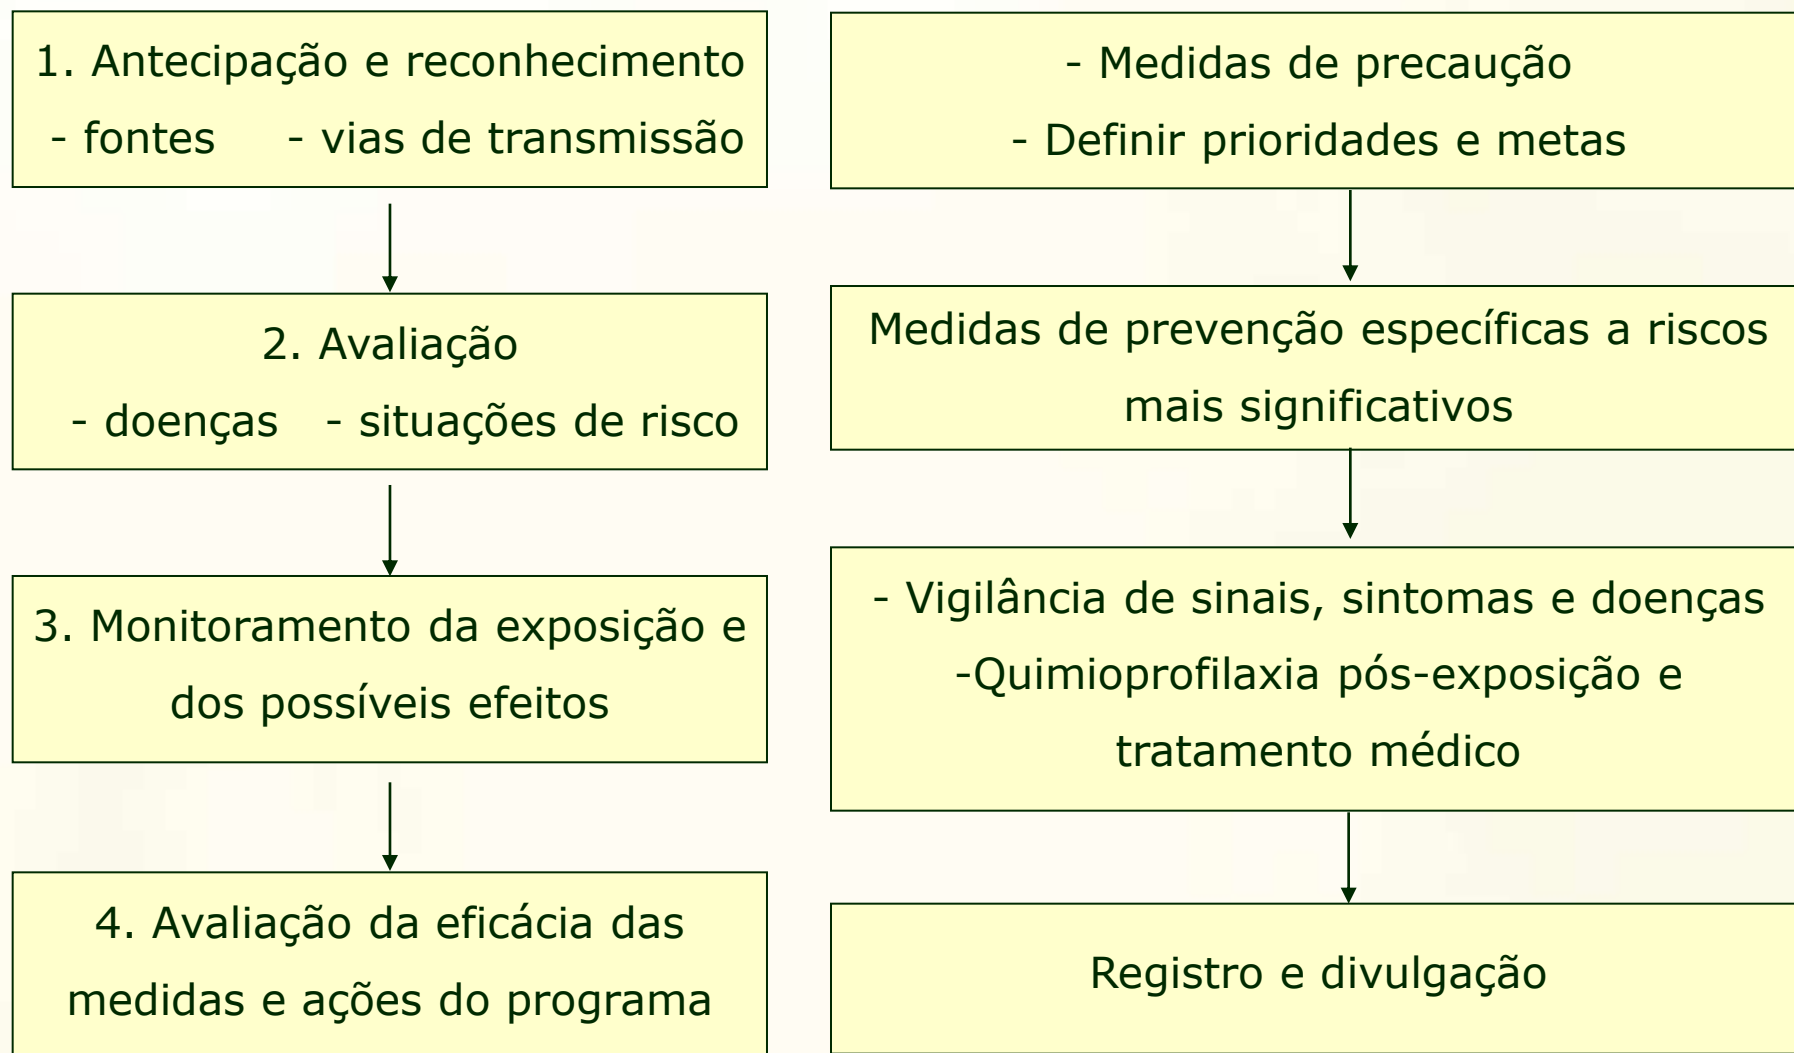 1. Antecipação e reconhecimento
- fontes - vias de transmissão
2. Avaliação
- doenças - situações de risco
3. Monitoramento da exposição e
dos possíveis efeitos
4. Avaliação da eficácia das
medidas e ações do programa
- Medidas de precaução
- Definir prioridades e metas
Medidas de prevenção específicas a riscos
mais significativos
- Vigilância de sinais, sintomas e doenças
-Quimioprofilaxia pós-exposição e
tratamento médico
Registro e divulgação